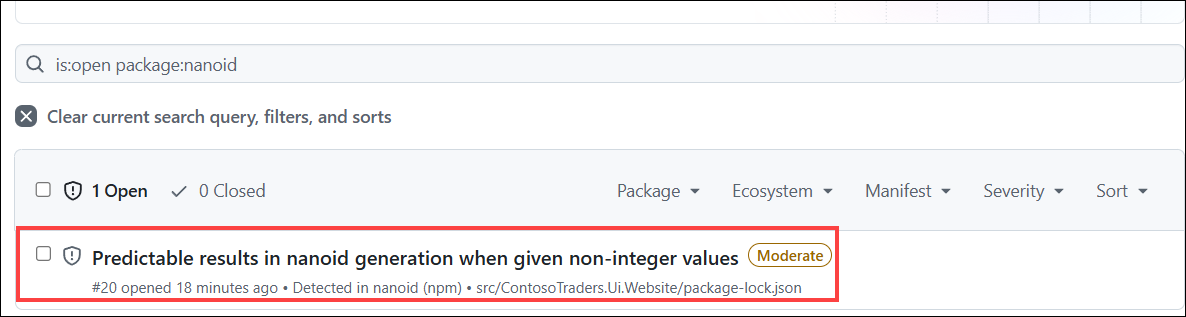 is:open package:nanoid
Clear current search query, filters, and sorts
1 Open 0 Closed Package Ecosystem Manifest Severity Sort
Predictable results in nanoid generation when given non-integer values Moderate
#20 opened 18 minutes ago • Detected in nanoid (npm) • src/ContosoTraders.Ui.Website/package-lock.json